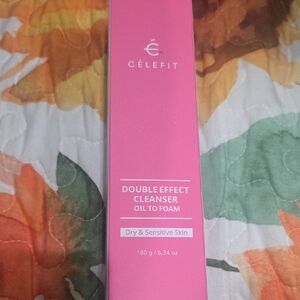 É
CÉLEFIT
DOUBLE EFFECT
CLEANSER
OIL TO FOAM
Dry & Sensitive Skin
180 g / 6.34 oz